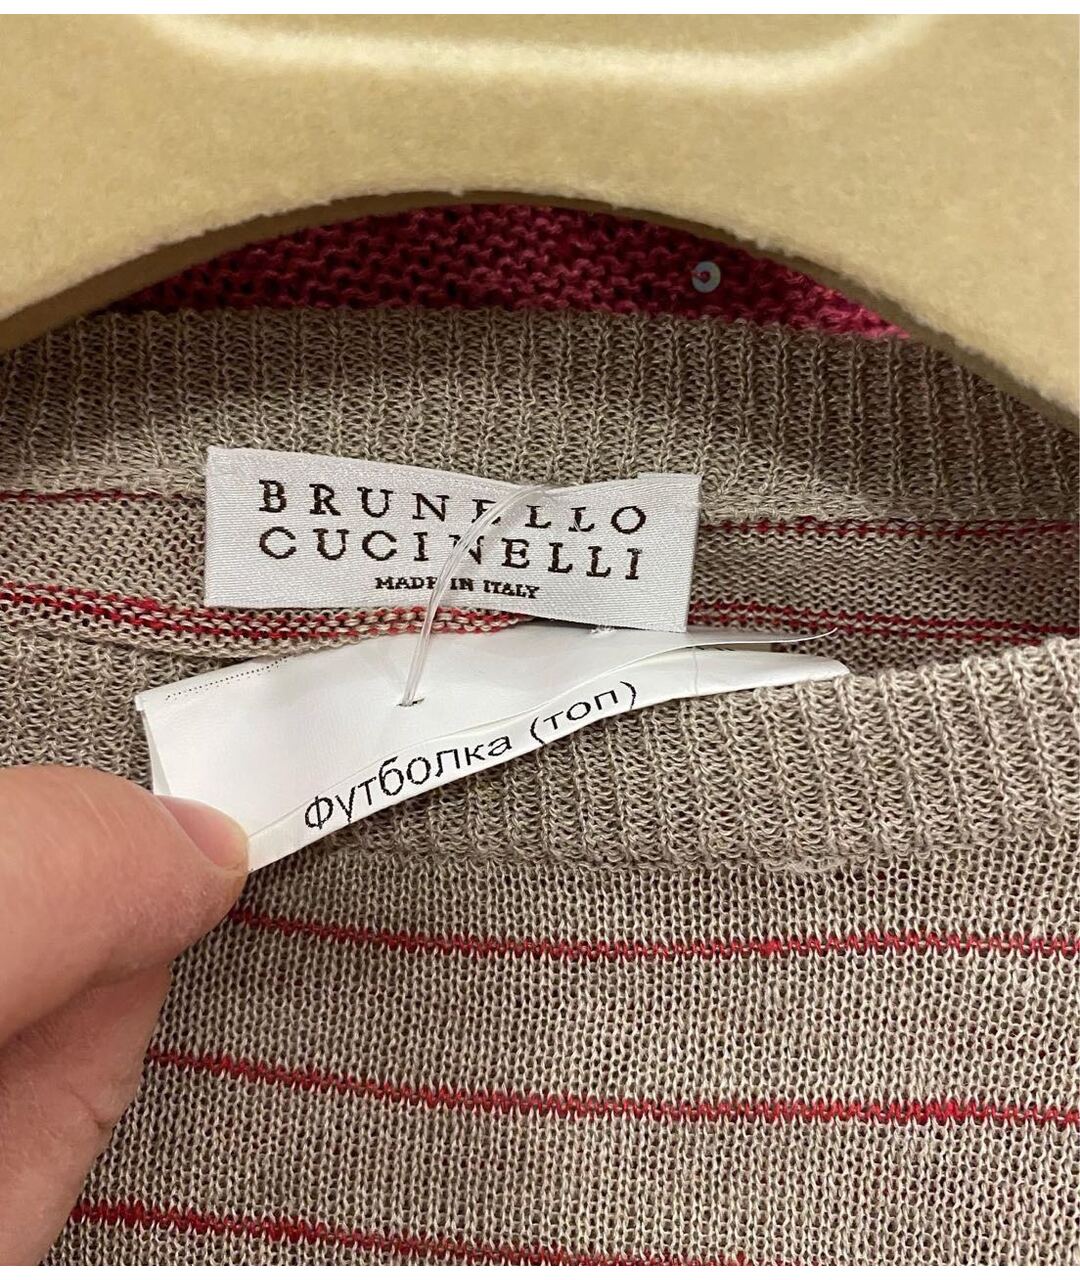 BRUNELLO
CUCINELLI
MADE IN ITALY
Футболка (топ)